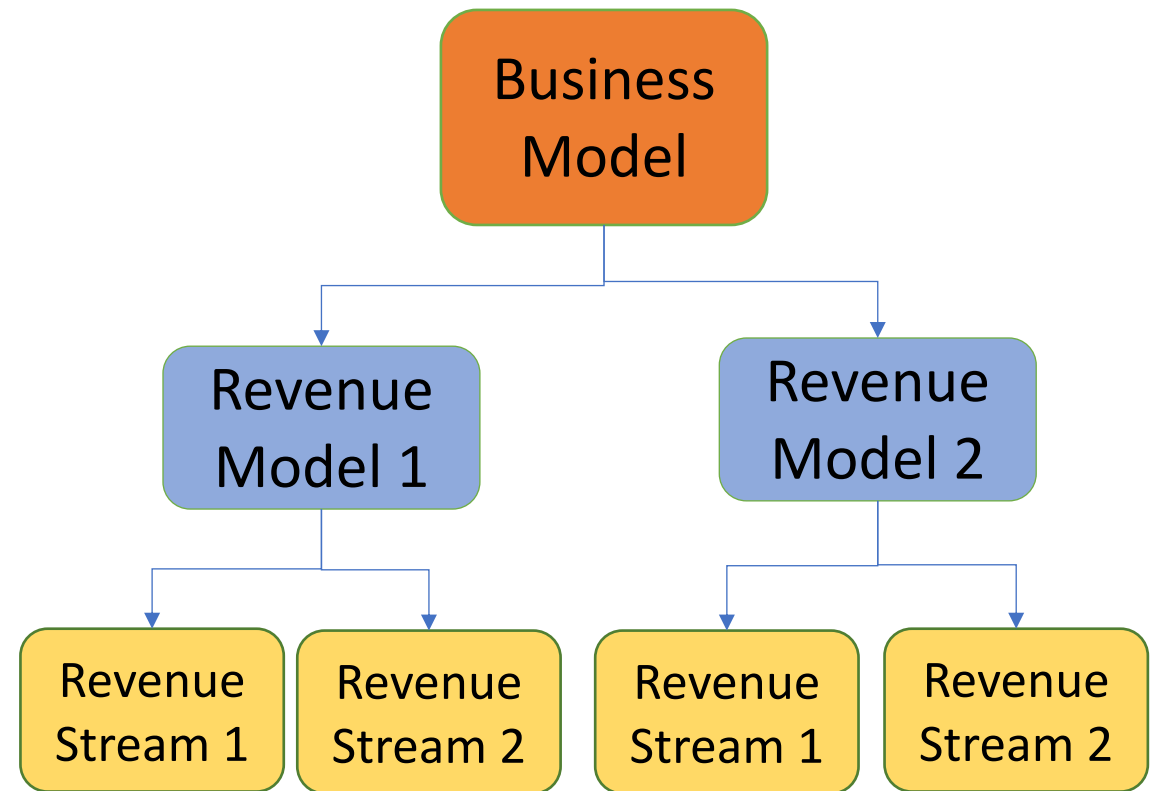 Business
Model
Revenue
Model 1
Revenue
Model 2
Revenue
Stream 1
Revenue
Stream 2
Revenue
Stream 1
Revenue
Stream 2